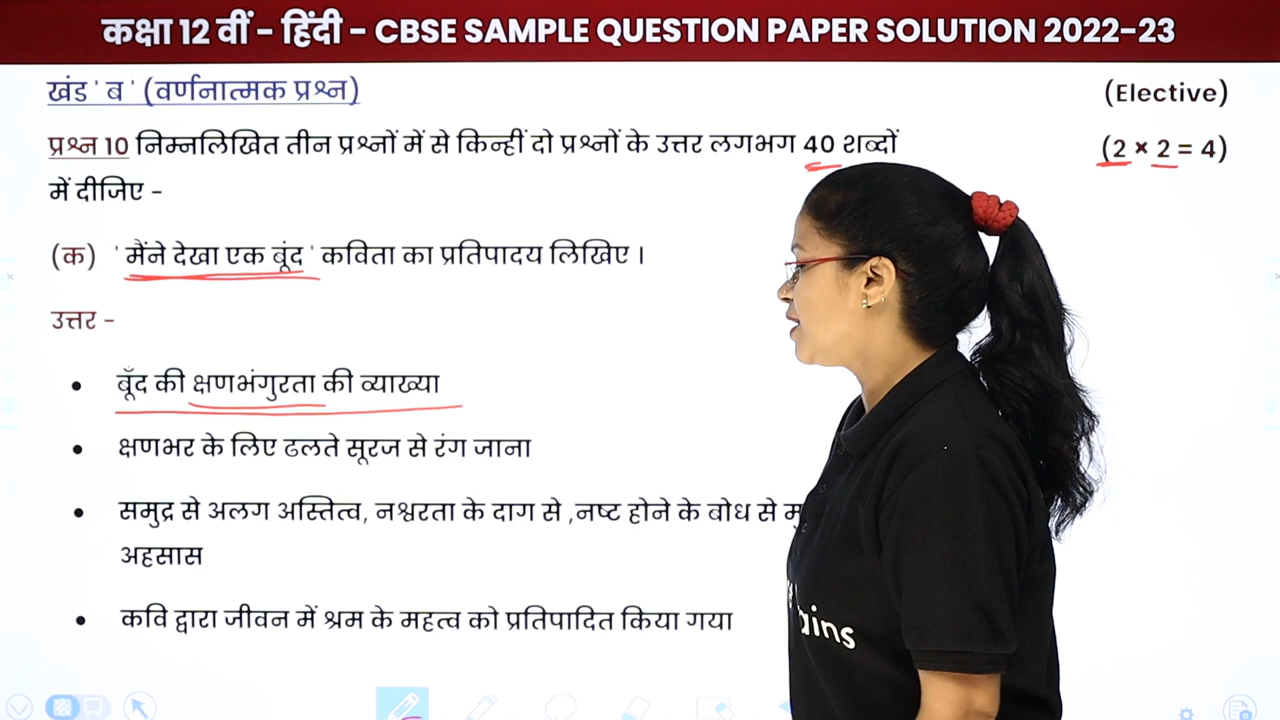 कक्षा 12 वीं - हिंदी - CBSE SAMPLE QUESTION PAPER SOLUTION 2022-23
खंड ' ब ' (वर्णनात्मक प्रश्न) (Elective)
प्रश्न 10 निम्नलिखित तीन प्रश्नों में से किन्हीं दो प्रश्नों के उत्तर लगभग 40 शब्दों (2 × 2 = 4)
में दीजिए -
(क) ' मैंने देखा एक बूंद ' कविता का प्रतिपादय लिखिए ।
उत्तर -
• बूँद की क्षणभंगुरता की व्याख्या
• क्षणभर के लिए ढलते सूरज से रंग जाना
• समुद्र से अलग अस्तित्व, नश्वरता के दाग से ,नष्ट होने के बोध से
अहसास
• कवि द्वारा जीवन में श्रम के महत्व को प्रतिपादित किया गया
ains